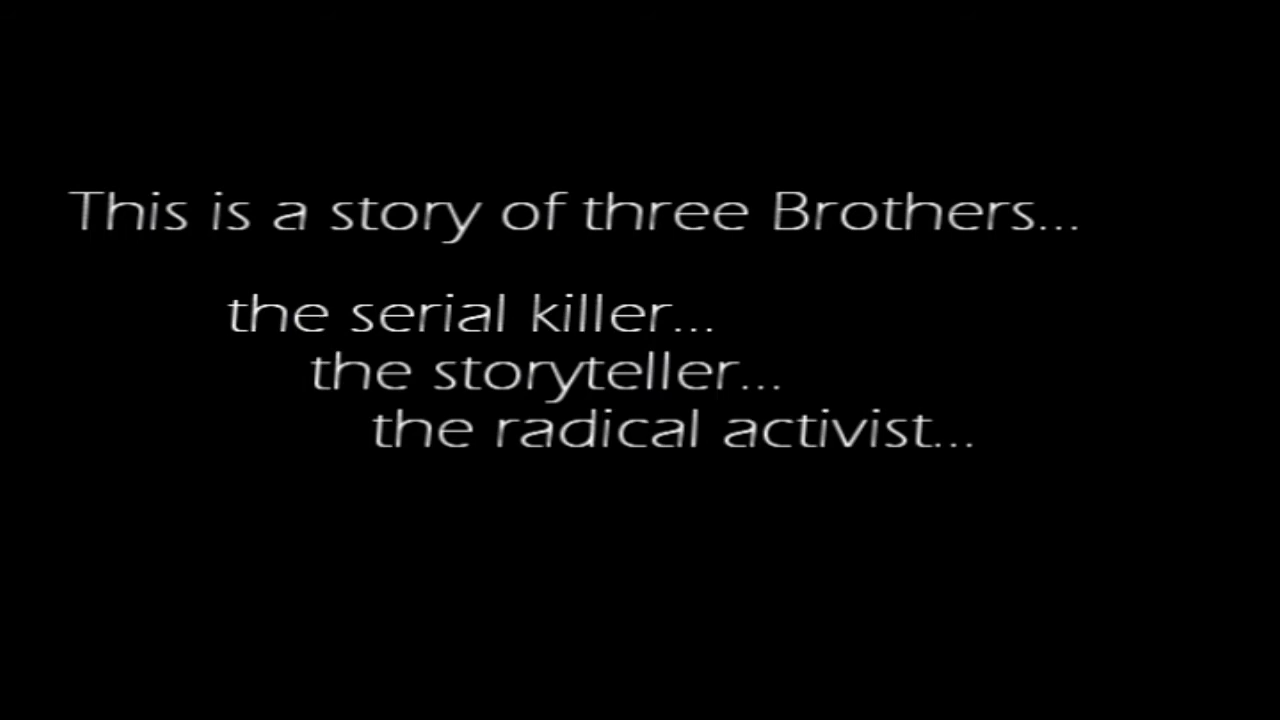 This is a story of three Brothers...
the serial killer...
the storyteller...
the radical activist...